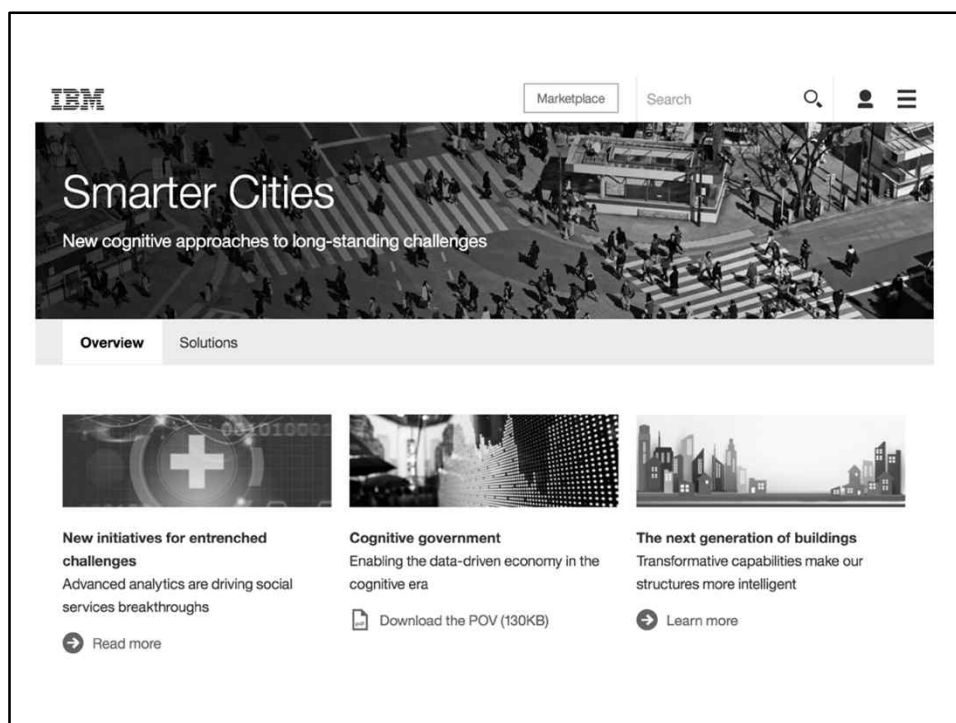 IBM
Marketplace
Search
Smarter Cities
New cognitive approaches to long-standing challenges
Overview
Solutions
New initiatives for entrenched
challenges
Advanced analytics are driving social
services breakthroughs
Read more
Cognitive government
Enabling the data-driven economy in the
cognitive era
Download the POV (130KB)
The next generation of buildings
Transformative capabilities make our
structures more intelligent
Learn more